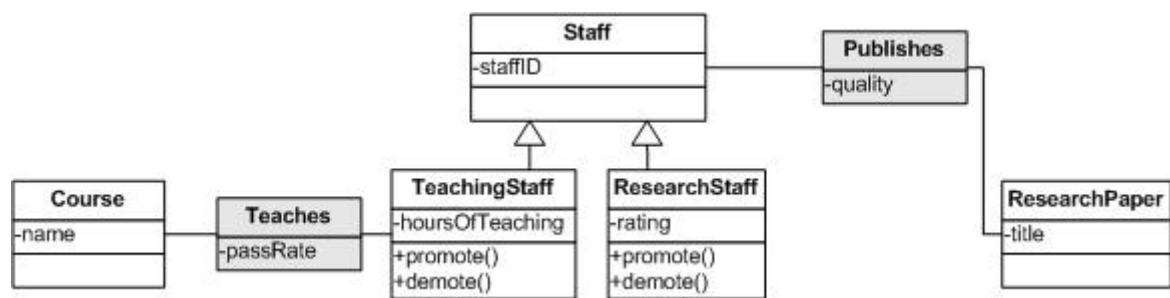 Staff
-staffID
Publishes
-quality
Course
-name
Teaches
-passRate
TeachingStaff
-hoursOfTeaching
+promote()
+demote()
ResearchStaff
-rating
+promote()
+demote()
ResearchPaper
-title